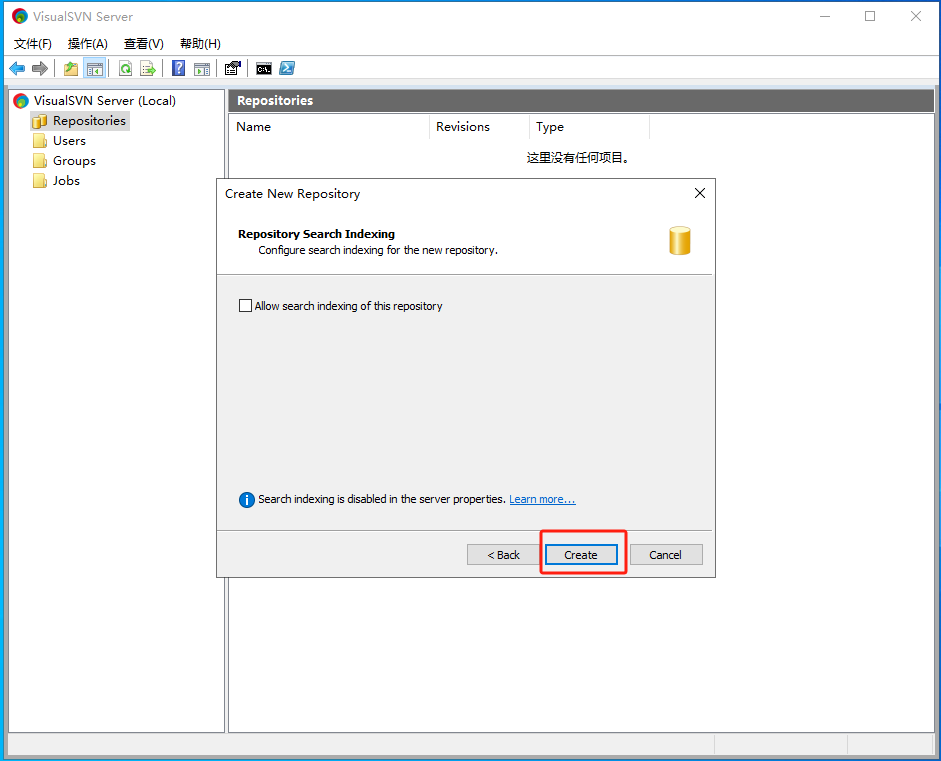 VisualSVN Server
文件(F) 操作(A) 查看(V) 帮助(H)
VisualSVN Server (Local)
Repositories
Users
Groups
Jobs
Repositories
Name Revisions Type
这里没有任何项目。
Create New Repository
Repository Search Indexing
Configure search indexing for the new repository.
Allow search indexing of this repository
Search indexing is disabled in the server properties. Learn more...
< Back Create Cancel